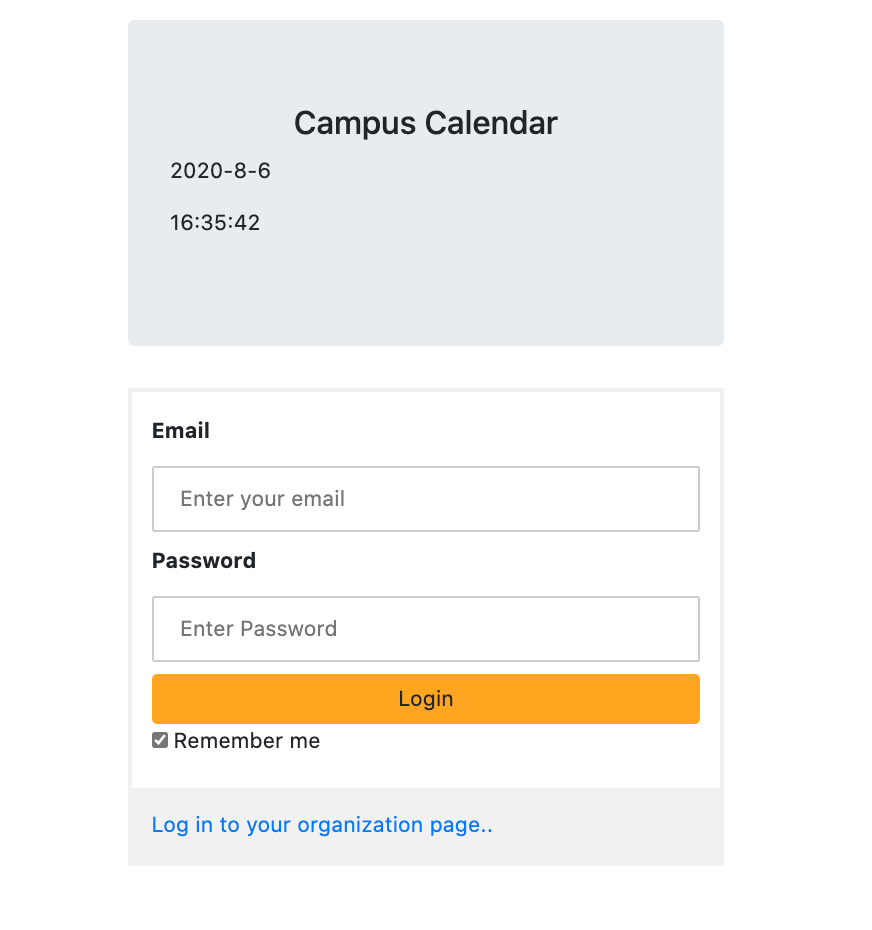 Campus Calendar
2020-8-6
16:35:42
Email
Enter your email
Password
Enter Password
Login
Remember me
Log in to your organization page..